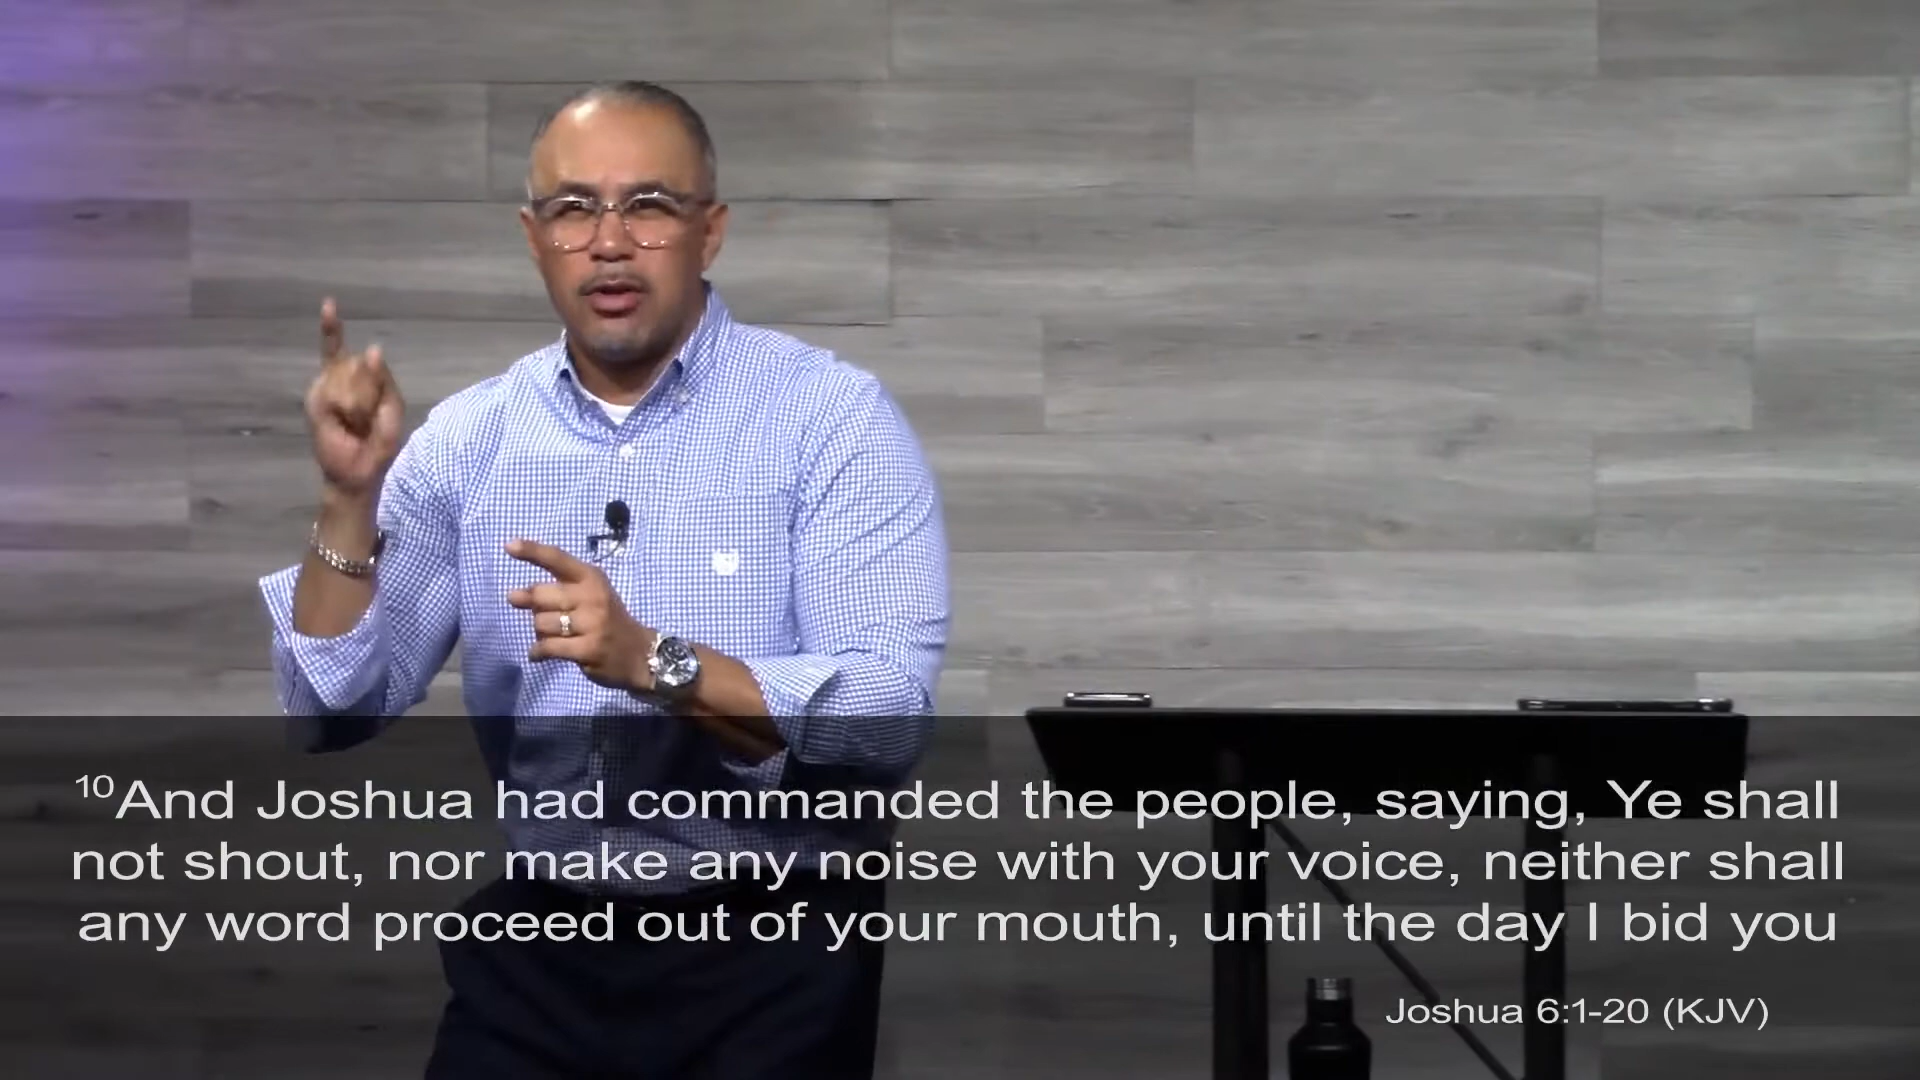 ¹⁰And Joshua had commanded the people, saying, Ye shall
not shout, nor make any noise with your voice, neither shall
any word proceed out of your mouth, until the day I bid you
Joshua 6:1-20 (KJV)